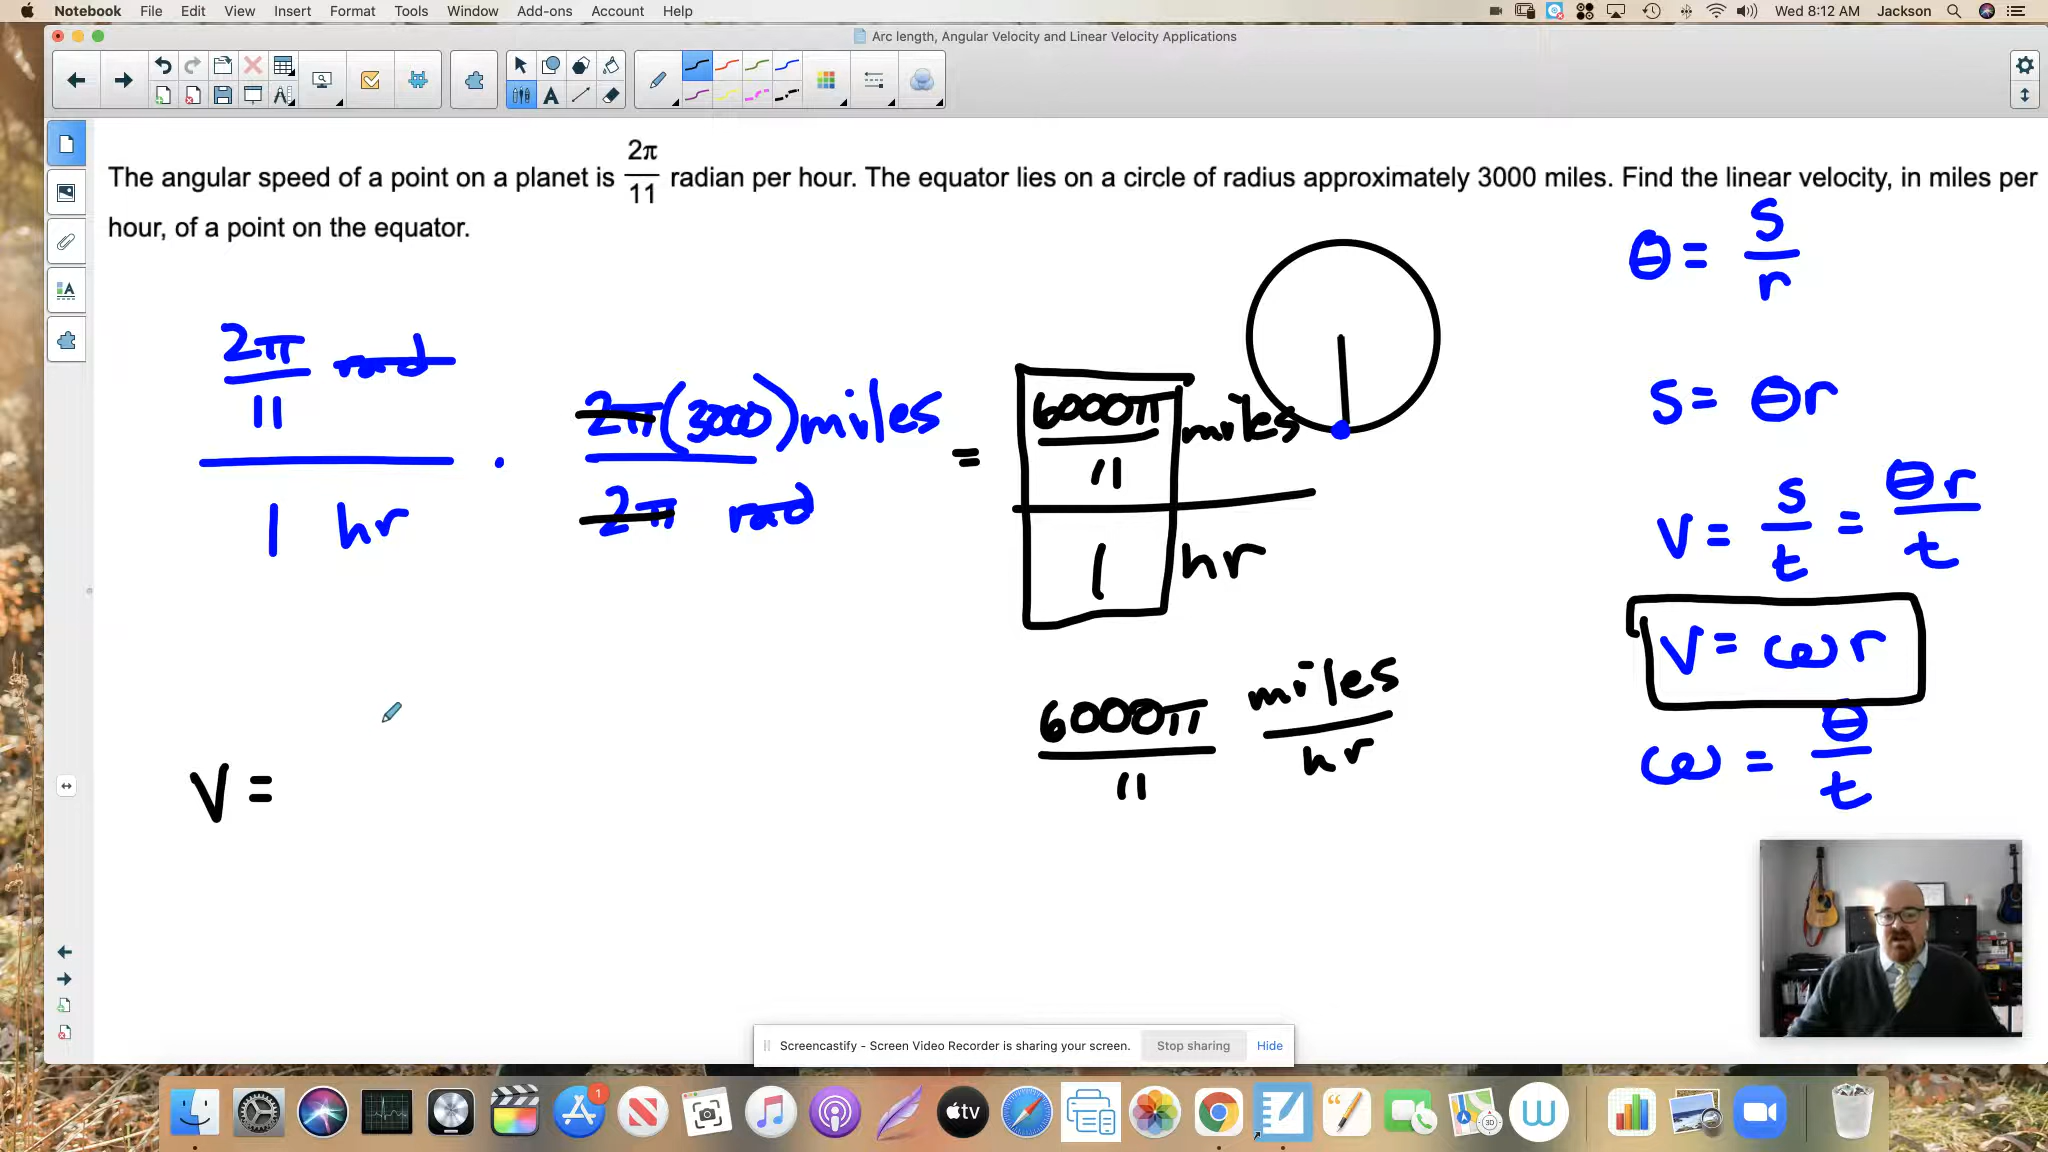 Notebook File Edit View Insert Format Tools Window Add-ons Account Help Wed 8:12 AM Jackson
Arc length, Angular Velocity and Linear Velocity Applications
The angular speed of a point on a planet is 2π/11 radian per hour. The equator lies on a circle of radius approximately 3000 miles. Find the linear velocity, in miles per
hour, of a point on the equator.
θ = s/r
2π/11 rad / 1 hr · 2π(3000) miles / 2π rad = 6000π/11 miles / 1 hr
s = θr
v = s/t = θr/t
v = ωr
6000π/11 miles/hr
ω = θ/t
v =
Screencastify - Screen Video Recorder is sharing your screen. Stop sharing Hide
1
tv
3D
W